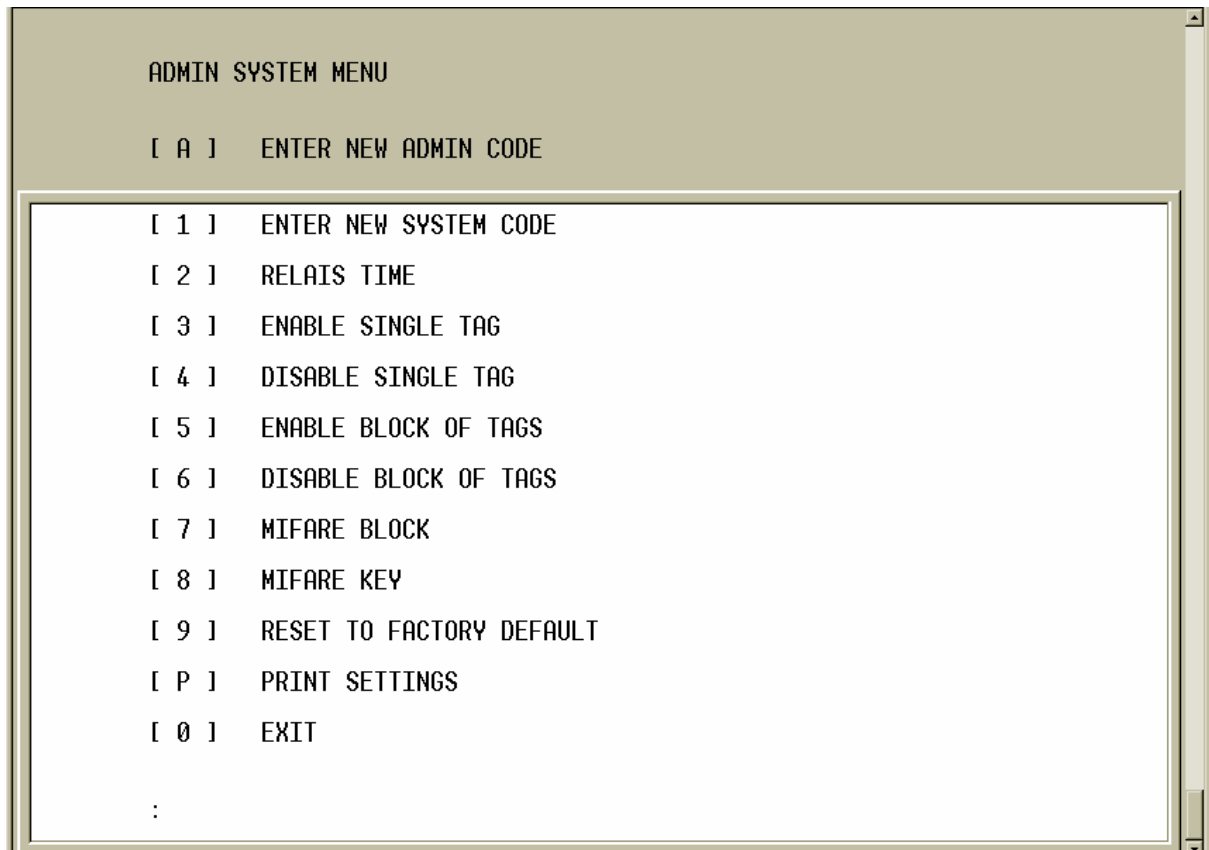 ADMIN SYSTEM MENU
[ A ] ENTER NEW ADMIN CODE
[ 1 ] ENTER NEW SYSTEM CODE
[ 2 ] RELAIS TIME
[ 3 ] ENABLE SINGLE TAG
[ 4 ] DISABLE SINGLE TAG
[ 5 ] ENABLE BLOCK OF TAGS
[ 6 ] DISABLE BLOCK OF TAGS
[ 7 ] MIFARE BLOCK
[ 8 ] MIFARE KEY
[ 9 ] RESET TO FACTORY DEFAULT
[ P ] PRINT SETTINGS
[ 0 ] EXIT
: